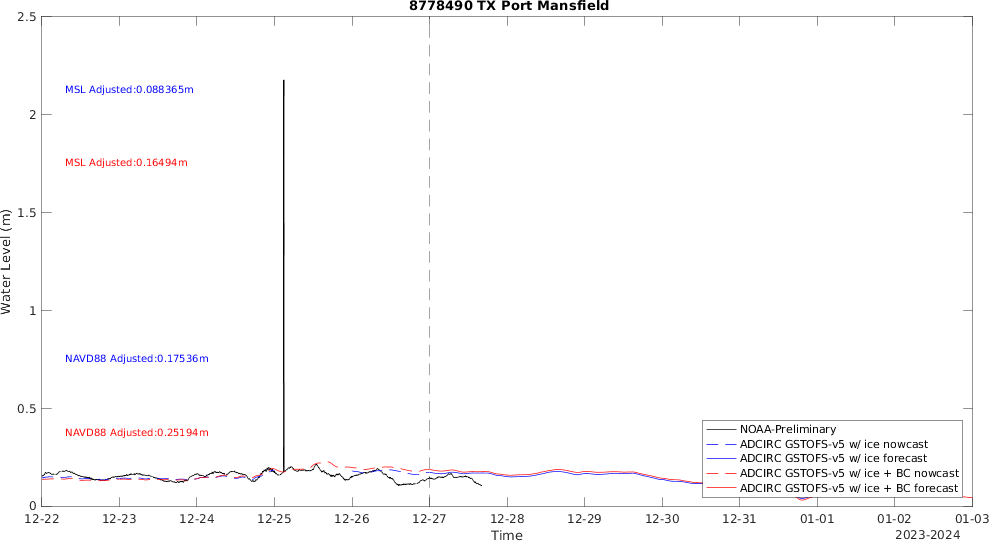 8778490 TX Port Mansfield
2.5
MSL Adjusted:0.088365m
2
MSL Adjusted:0.16494m
1.5
Water Level (m)
1
NAVD88 Adjusted:0.17536m
0.5
NAVD88 Adjusted:0.25194m
NOAA-Preliminary
ADCIRC GSTOFS-v5 w/ ice nowcast
ADCIRC GSTOFS-v5 w/ ice forecast
ADCIRC GSTOFS-v5 w/ ice + BC nowcast
ADCIRC GSTOFS-v5 w/ ice + BC forecast
0
12-22 12-23 12-24 12-25 12-26 12-27 12-28 12-29 12-30 12-31 01-01 01-02 01-03
Time
2023-2024